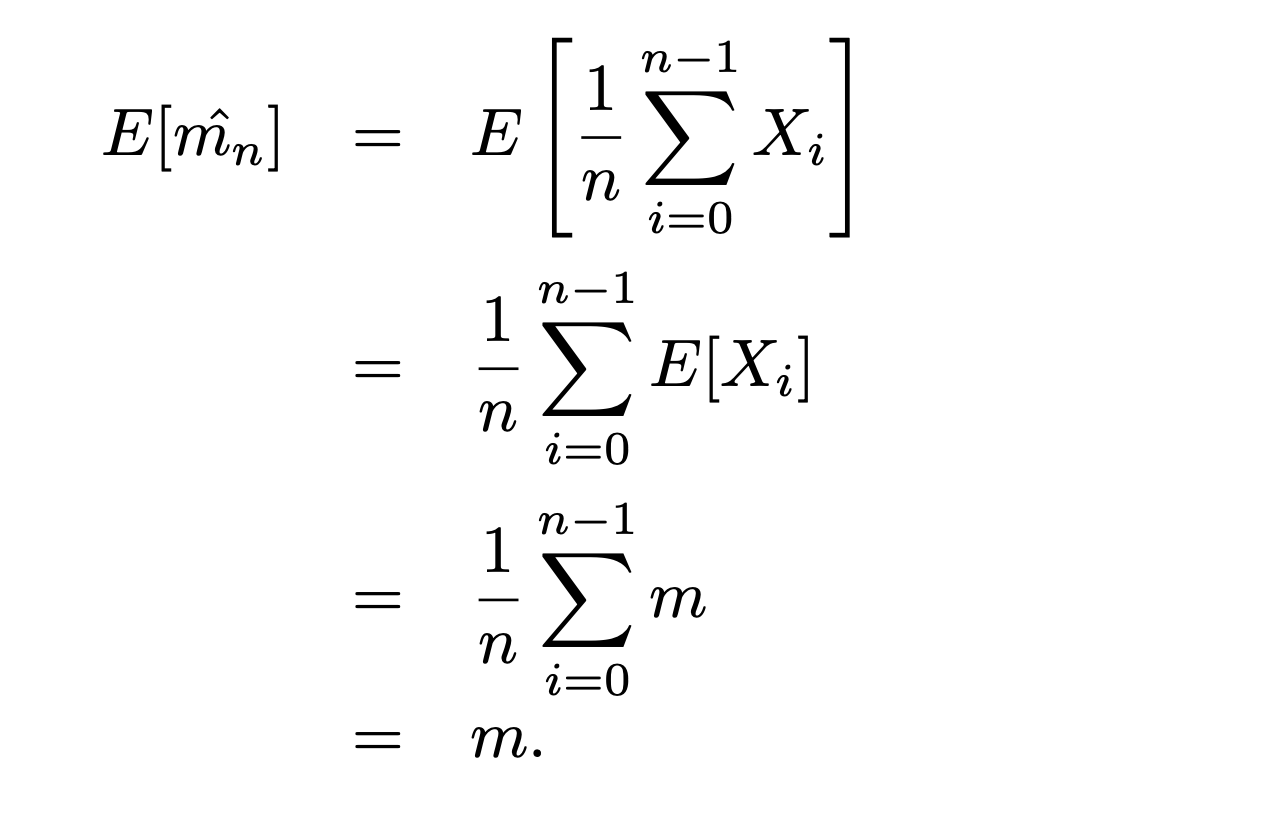 $E[\hat{m_n}] = E\left[\frac{1}{n}\sum_{i=0}^{n-1} X_i\right]$
$= \frac{1}{n}\sum_{i=0}^{n-1} E[X_i]$
$= \frac{1}{n}\sum_{i=0}^{n-1} m$
$= m.$